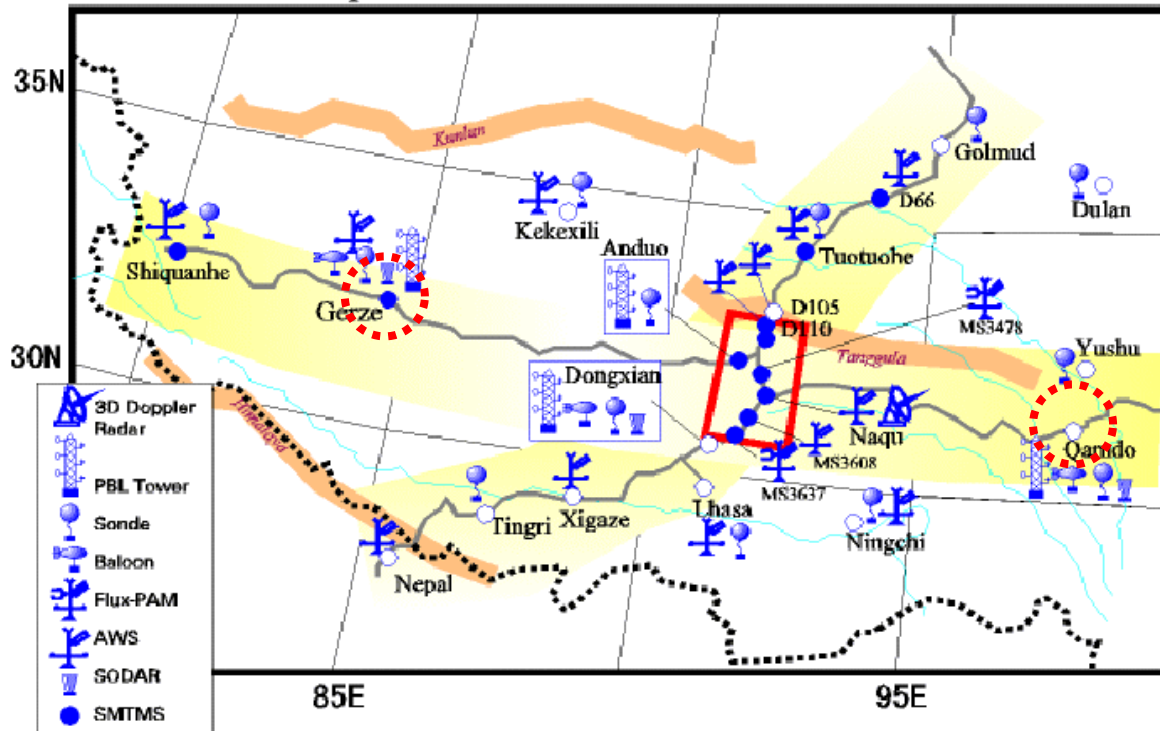 35N
Kunlun
Golmud
D66
Dulan
Kekexili
Anduo
Tuotuohe
Shiquanhe
Gerze
D105
D110
MS3478
30N
Tanggula
Yushu
Dongxian
Himalaya
3D Doppler
Radar
Naqu
Qamdo
MS3608
PBL Tower
MS3637
Lhasa
Sonde
Tingri
Xigaze
Ningchi
Baloon
Nepal
Flux-PAM
AWS
SODAR
SMTMS
85E
95E